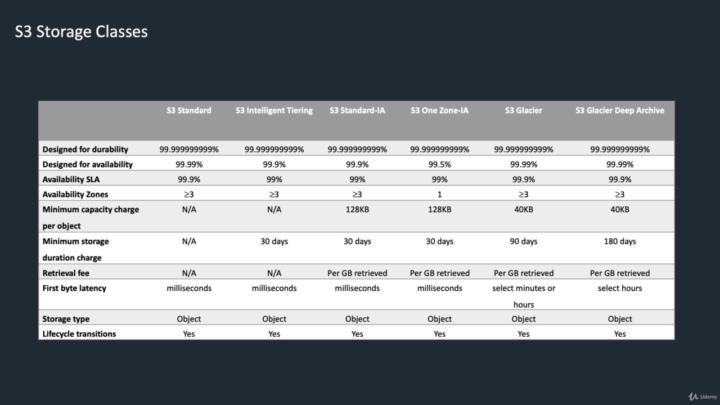 S3 Storage Classes
S3 Standard S3 Intelligent Tiering S3 Standard-IA S3 One Zone-IA S3 Glacier S3 Glacier Deep Archive
Designed for durability 99.999999999% 99.999999999% 99.999999999% 99.999999999% 99.999999999% 99.999999999%
Designed for availability 99.99% 99.9% 99.9% 99.5% 99.99% 99.99%
Availability SLA 99.9% 99% 99% 99% 99.9% 99.9%
Availability Zones ≥3 ≥3 ≥3 1 ≥3 ≥3
Minimum capacity charge N/A N/A 128KB 128KB 40KB 40KB
per object
Minimum storage N/A 30 days 30 days 30 days 90 days 180 days
duration charge
Retrieval fee N/A N/A Per GB retrieved Per GB retrieved Per GB retrieved Per GB retrieved
First byte latency milliseconds milliseconds milliseconds milliseconds select minutes or select hours
hours
Storage type Object Object Object Object Object Object
Lifecycle transitions Yes Yes Yes Yes Yes Yes
Udemy